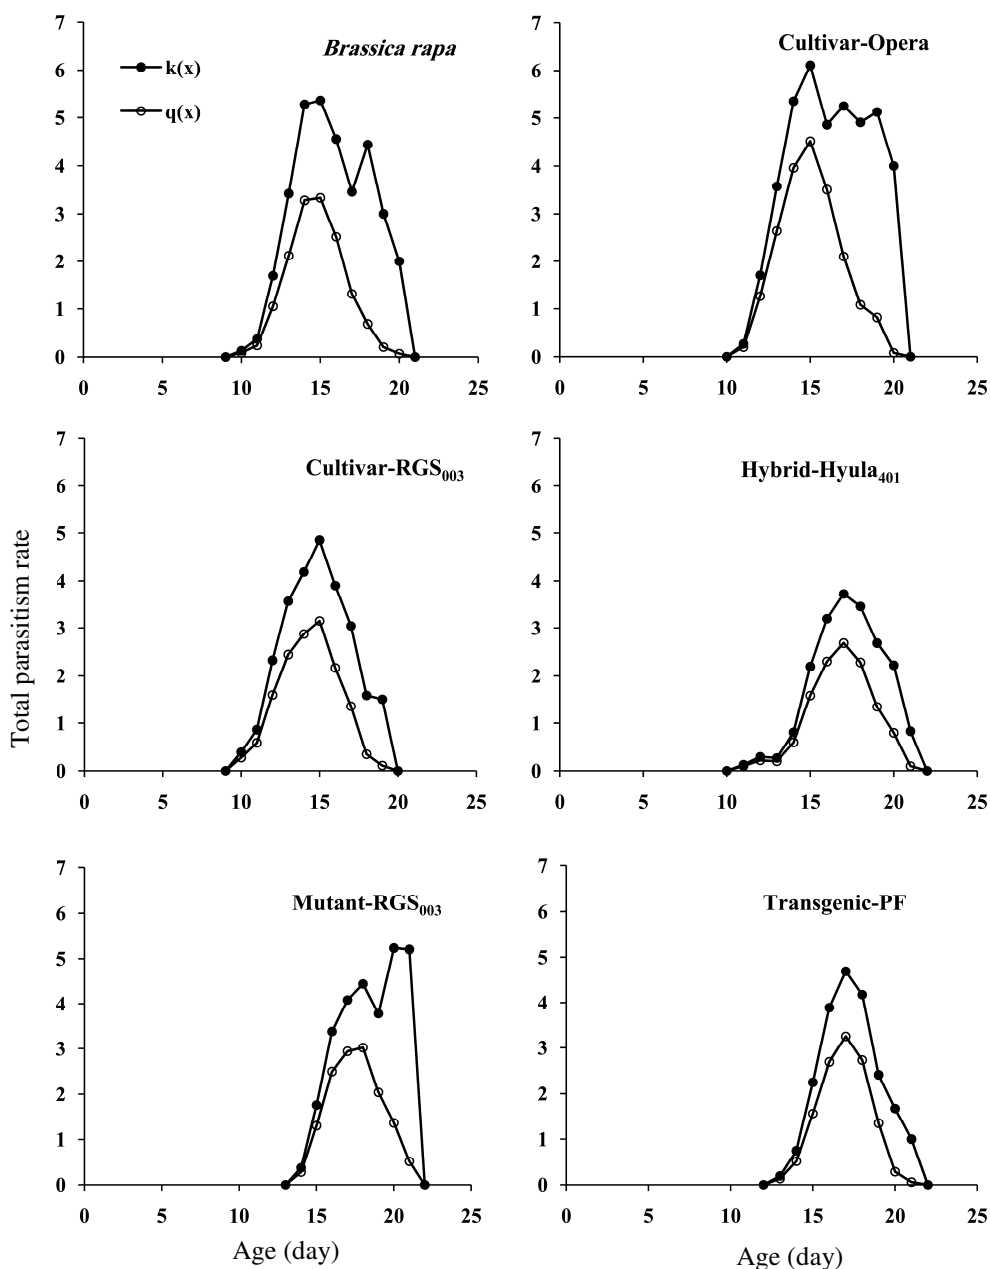 Brassica rapa
k(x)
q(x)
7
6
5
4
3
2
1
0
0 5 10 15 20 25
Cultivar-Opera
7
6
5
4
3
2
1
0
0 5 10 15 20 25
Total parasitism rate
Cultivar-RGS003
7
6
5
4
3
2
1
0
0 5 10 15 20 25
Hybrid-Hyula401
7
6
5
4
3
2
1
0
0 5 10 15 20 25
Mutant-RGS003
7
6
5
4
3
2
1
0
0 5 10 15 20 25
Age (day)
Transgenic-PF
7
6
5
4
3
2
1
0
0 5 10 15 20 25
Age (day)